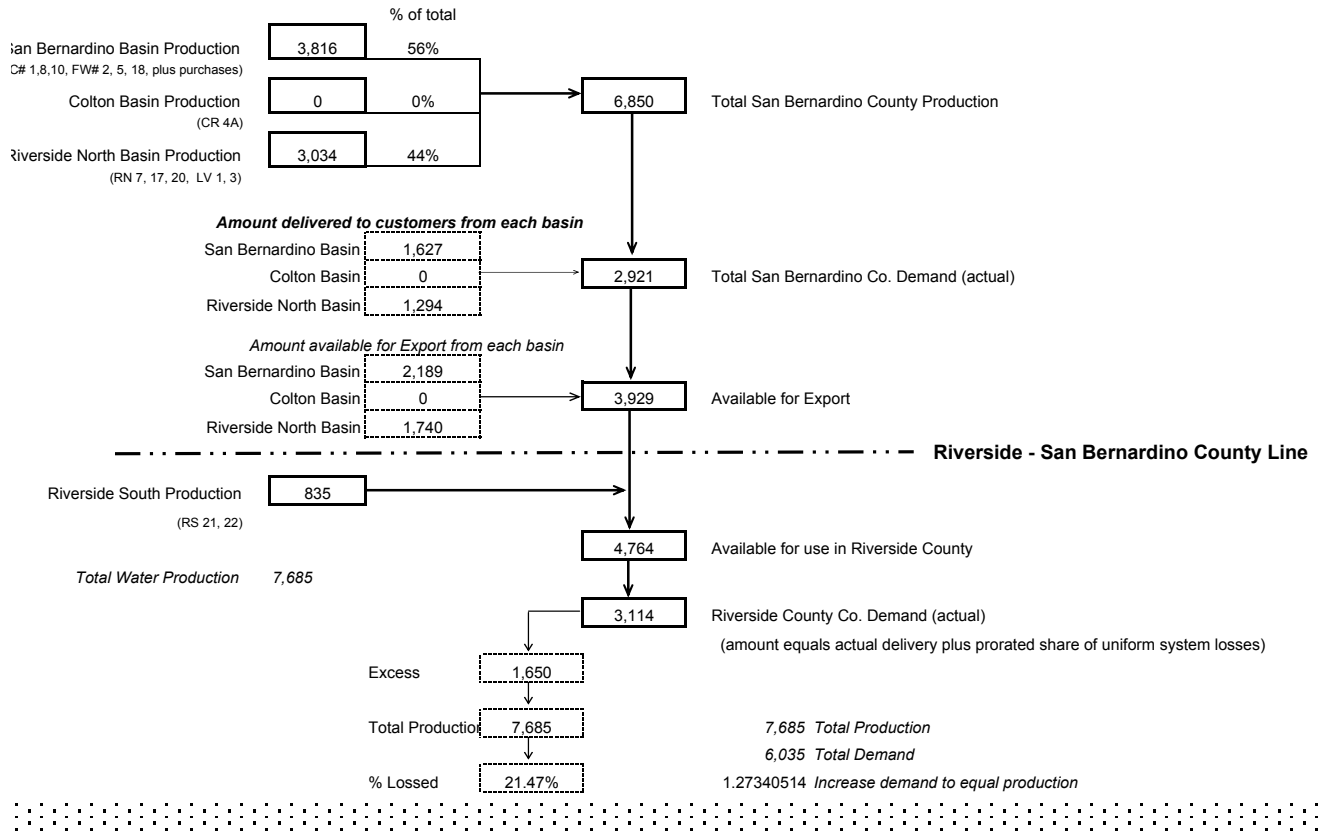 % of total
San Bernardino Basin Production 3,816 56%
C# 1,8,10, FW# 2, 5, 18, plus purchases)
Colton Basin Production 0 0% 6,850 Total San Bernardino County Production
(CR 4A)
Riverside North Basin Production 3,034 44%
(RN 7, 17, 20, LV 1, 3)
Amount delivered to customers from each basin
San Bernardino Basin 1,627
Colton Basin 0 2,921 Total San Bernardino Co. Demand (actual)
Riverside North Basin 1,294
Amount available for Export from each basin
San Bernardino Basin 2,189
Colton Basin 0 3,929 Available for Export
Riverside North Basin 1,740
Riverside - San Bernardino County Line
Riverside South Production 835
(RS 21, 22)
4,764 Available for use in Riverside County
Total Water Production 7,685
3,114 Riverside County Co. Demand (actual)
(amount equals actual delivery plus prorated share of uniform system losses)
Excess 1,650
Total Production 7,685 7,685 Total Production
6,035 Total Demand
% Lossed 21.47% 1.27340514 Increase demand to equal production